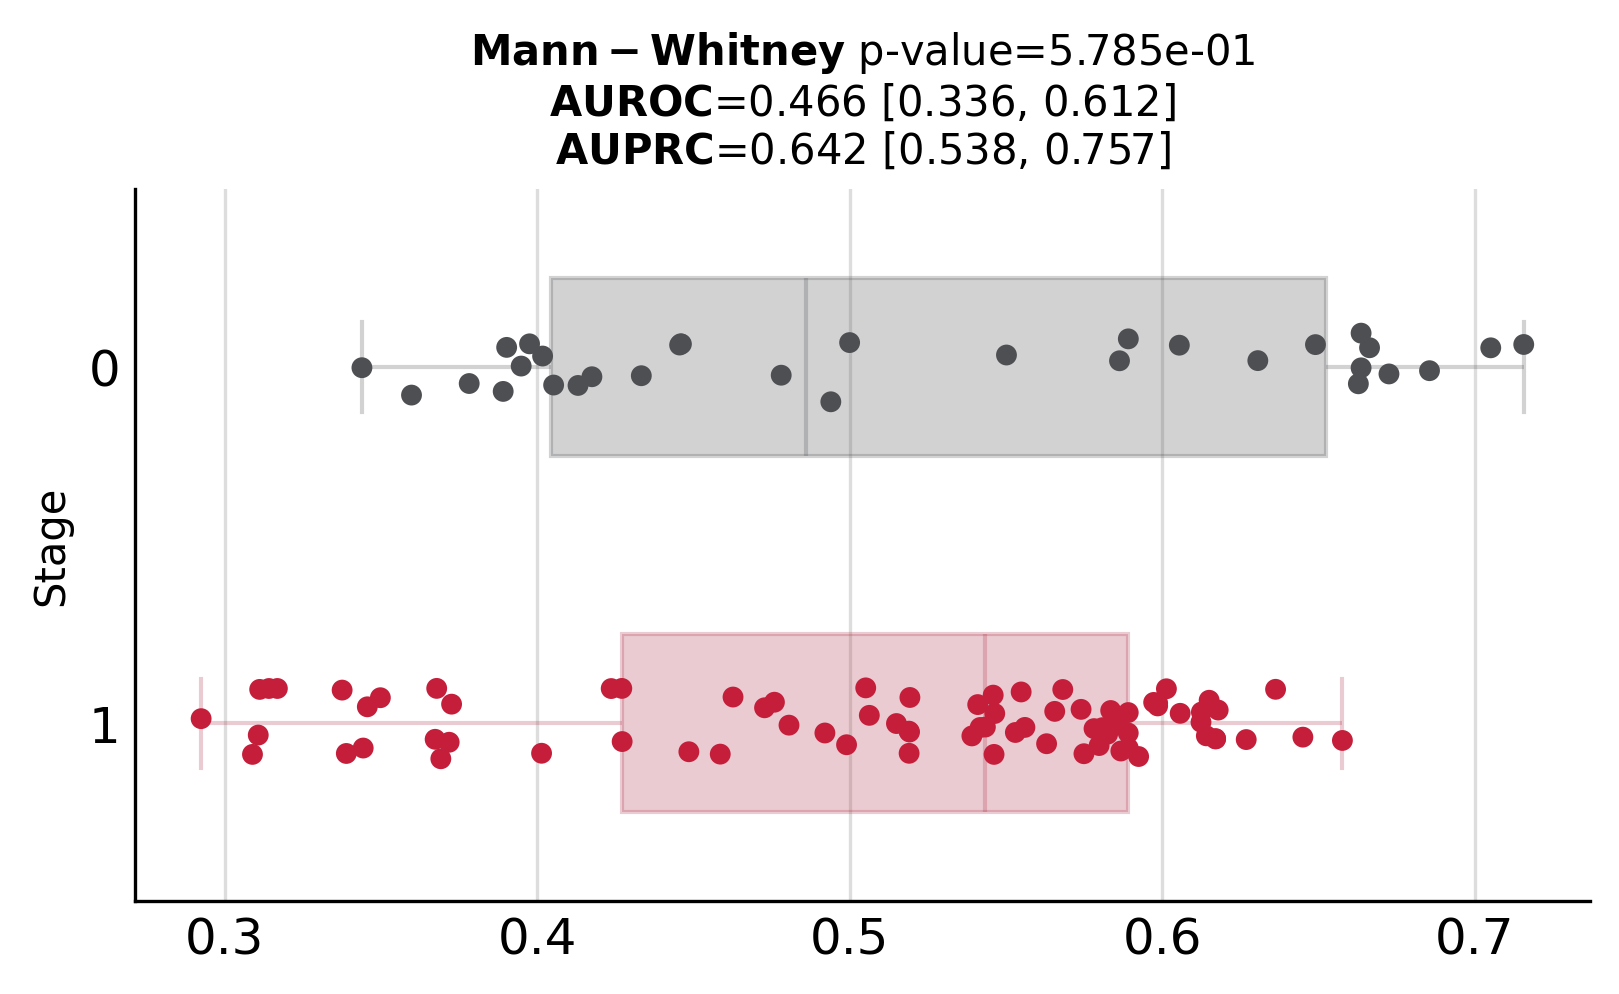 Mann − Whitney p-value=5.785e-01
AUROC=0.466 [0.336, 0.612]
AUPRC=0.642 [0.538, 0.757]
0
Stage
1
0.3 0.4 0.5 0.6 0.7